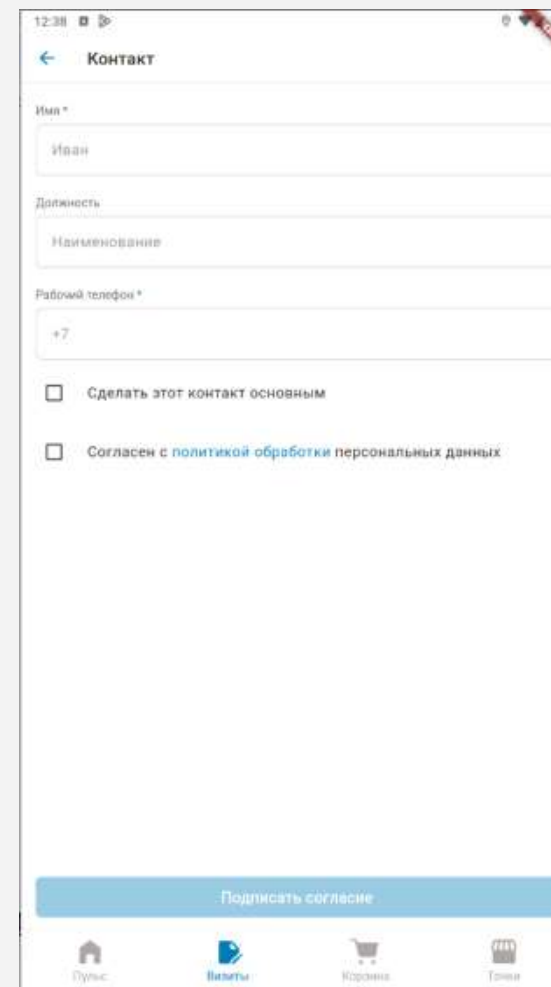 12:38
Контакт
Имя *
Иван
Должность
Наименование
Рабочий телефон *
+7
Сделать этот контакт основным
Согласен с политикой обработки персональных данных
Подписать согласие
Пульс
Визиты
Корзина
Точки